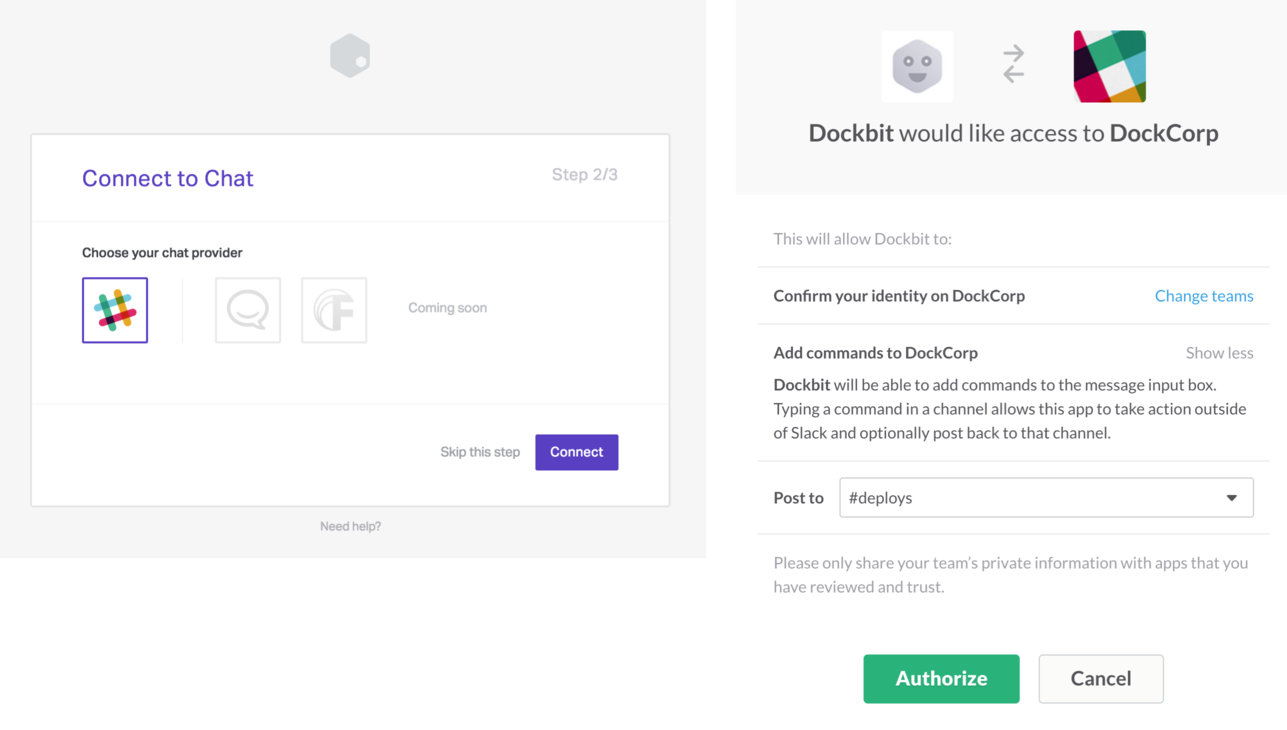 Connect to Chat
Step 2/3
Choose your chat provider
Coming soon
Skip this step
Connect
Need help?
Dockbit would like access to DockCorp
This will allow Dockbit to:
Confirm your identity on DockCorp
Change teams
Add commands to DockCorp
Show less
Dockbit will be able to add commands to the message input box.
Typing a command in a channel allows this app to take action outside
of Slack and optionally post back to that channel.
Post to
#deploys
Please only share your team's private information with apps that you
have reviewed and trust.
Authorize
Cancel